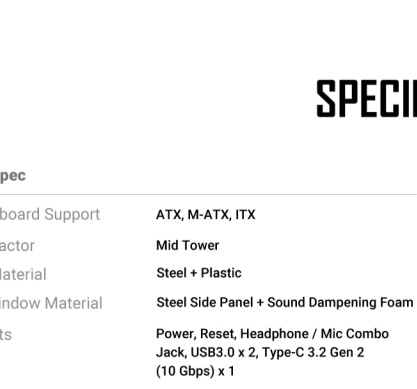 SPECI
pec
board Support ATX, M-ATX, ITX
actor Mid Tower
aterial Steel + Plastic
indow Material Steel Side Panel + Sound Dampening Foam
ts Power, Reset, Headphone / Mic Combo
Jack, USB3.0 x 2, Type-C 3.2 Gen 2
(10 Gbps) x 1